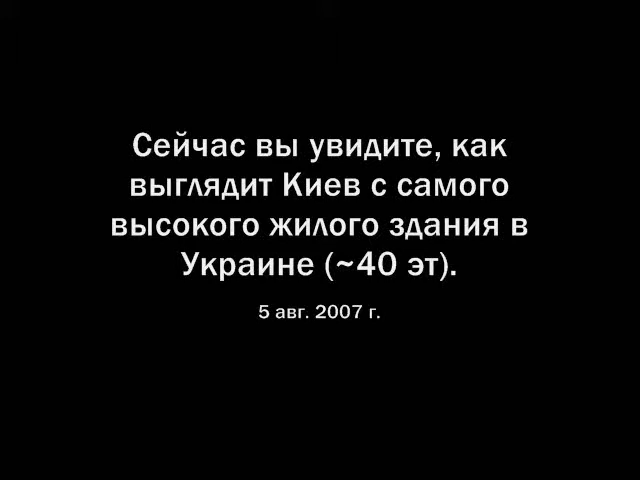 Сейчас вы увидите, как
выглядит Киев с самого
высокого жилого здания в
Украине (~40 эт).
5 авг. 2007 г.